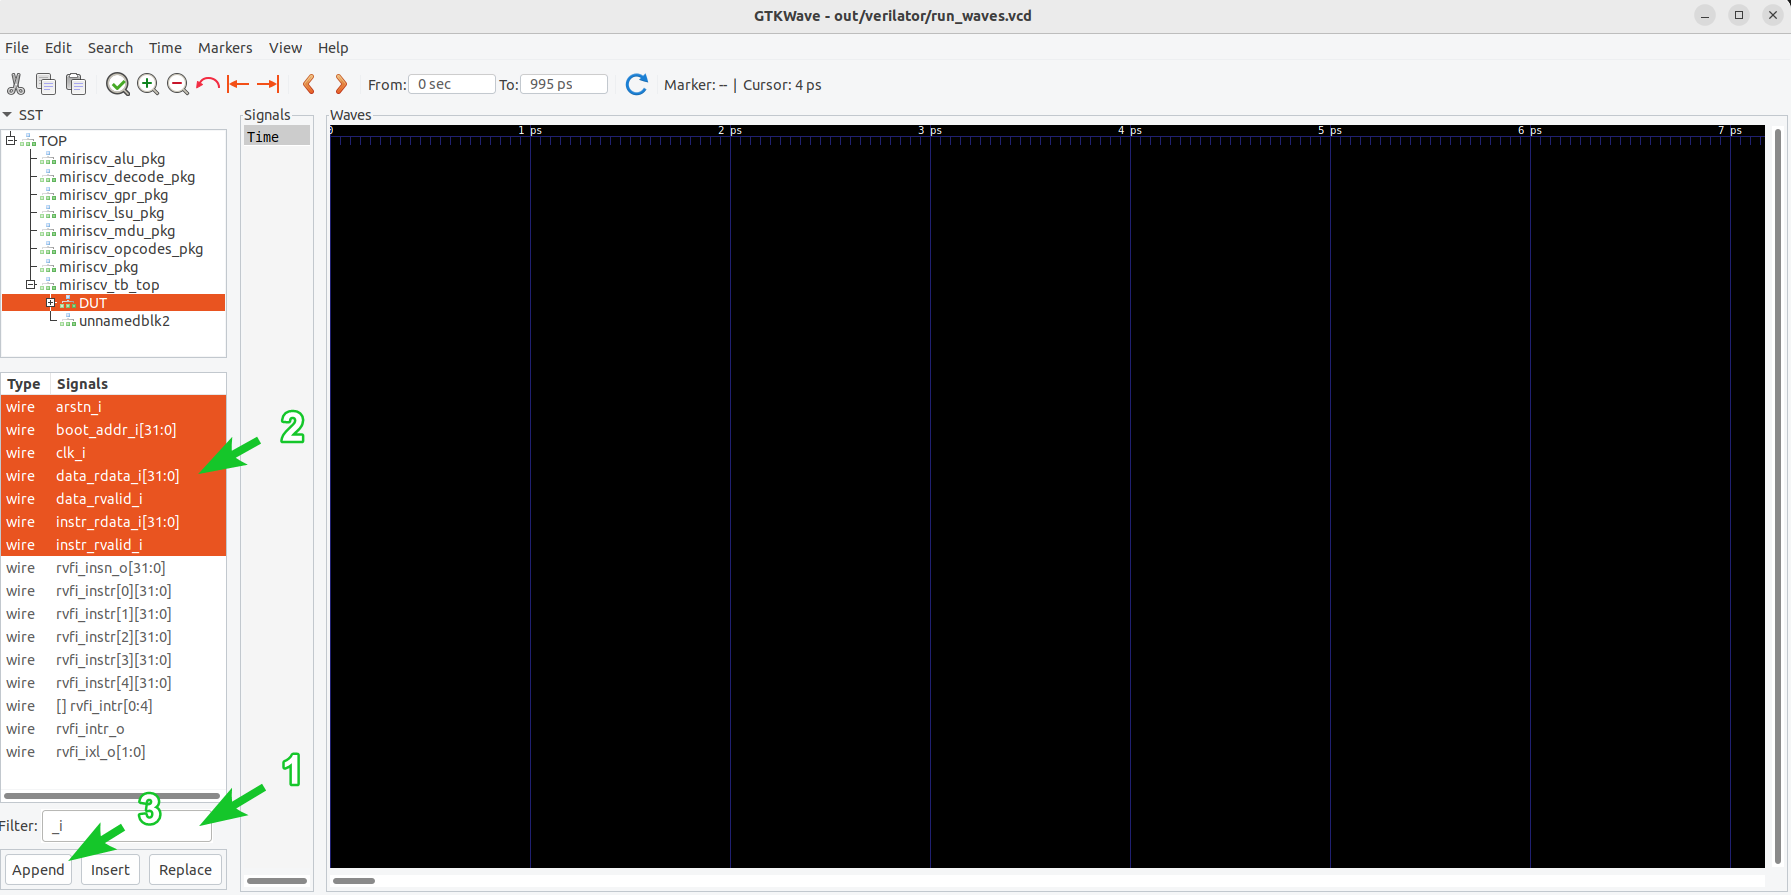 GTKWave - out/verilator/run_waves.vcd
File Edit Search Time Markers View Help
From: 0 sec To: 995 ps Marker: -- | Cursor: 4 ps
SST
TOP
miriscv_alu_pkg
miriscv_decode_pkg
miriscv_gpr_pkg
miriscv_lsu_pkg
miriscv_mdu_pkg
miriscv_opcodes_pkg
miriscv_pkg
miriscv_tb_top
DUT
unnamedblk2
Type Signals
wire arstn_i
wire boot_addr_i[31:0]
wire clk_i
wire data_rdata_i[31:0]
wire data_rvalid_i
wire instr_rdata_i[31:0]
wire instr_rvalid_i
wire rvfi_insn_o[31:0]
wire rvfi_instr[0][31:0]
wire rvfi_instr[1][31:0]
wire rvfi_instr[2][31:0]
wire rvfi_instr[3][31:0]
wire rvfi_instr[4][31:0]
wire [] rvfi_intr[0:4]
wire rvfi_intr_o
wire rvfi_ixl_o[1:0]
Filter: _i
Append Insert Replace
2
1
3
Signals
Time
Waves
0 1 ps 2 ps 3 ps 4 ps 5 ps 6 ps 7 ps